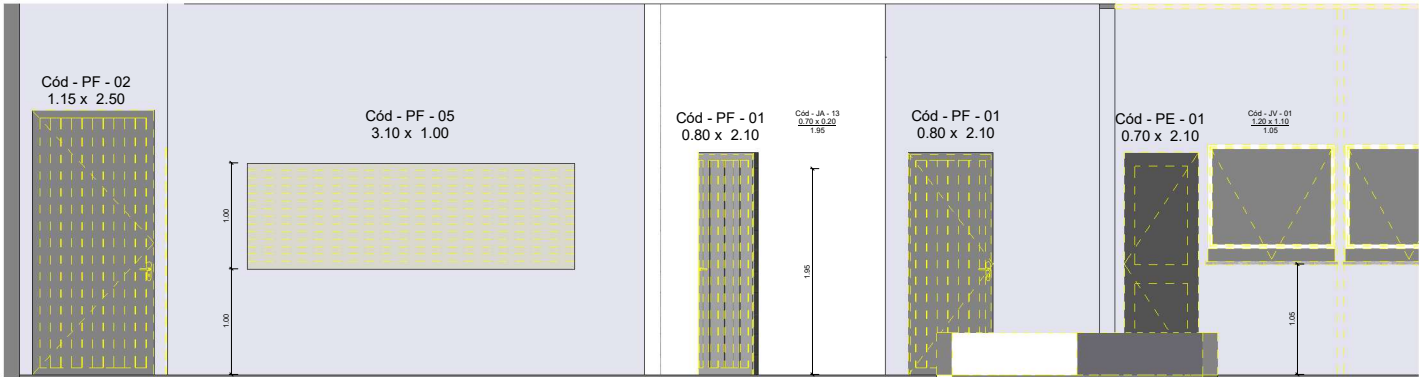 Cód - PF - 02
1.15 x 2.50
Cód - PF - 05
3.10 x 1.00
1.00
1.00
Cód - PF - 01
0.80 x 2.10
Cód - JA - 13
0.70 x 0.20
1.95
1.95
Cód - PF - 01
0.80 x 2.10
Cód - PE - 01
0.70 x 2.10
Cód - JV - 01
1.20 x 1.10
1.05
1.05